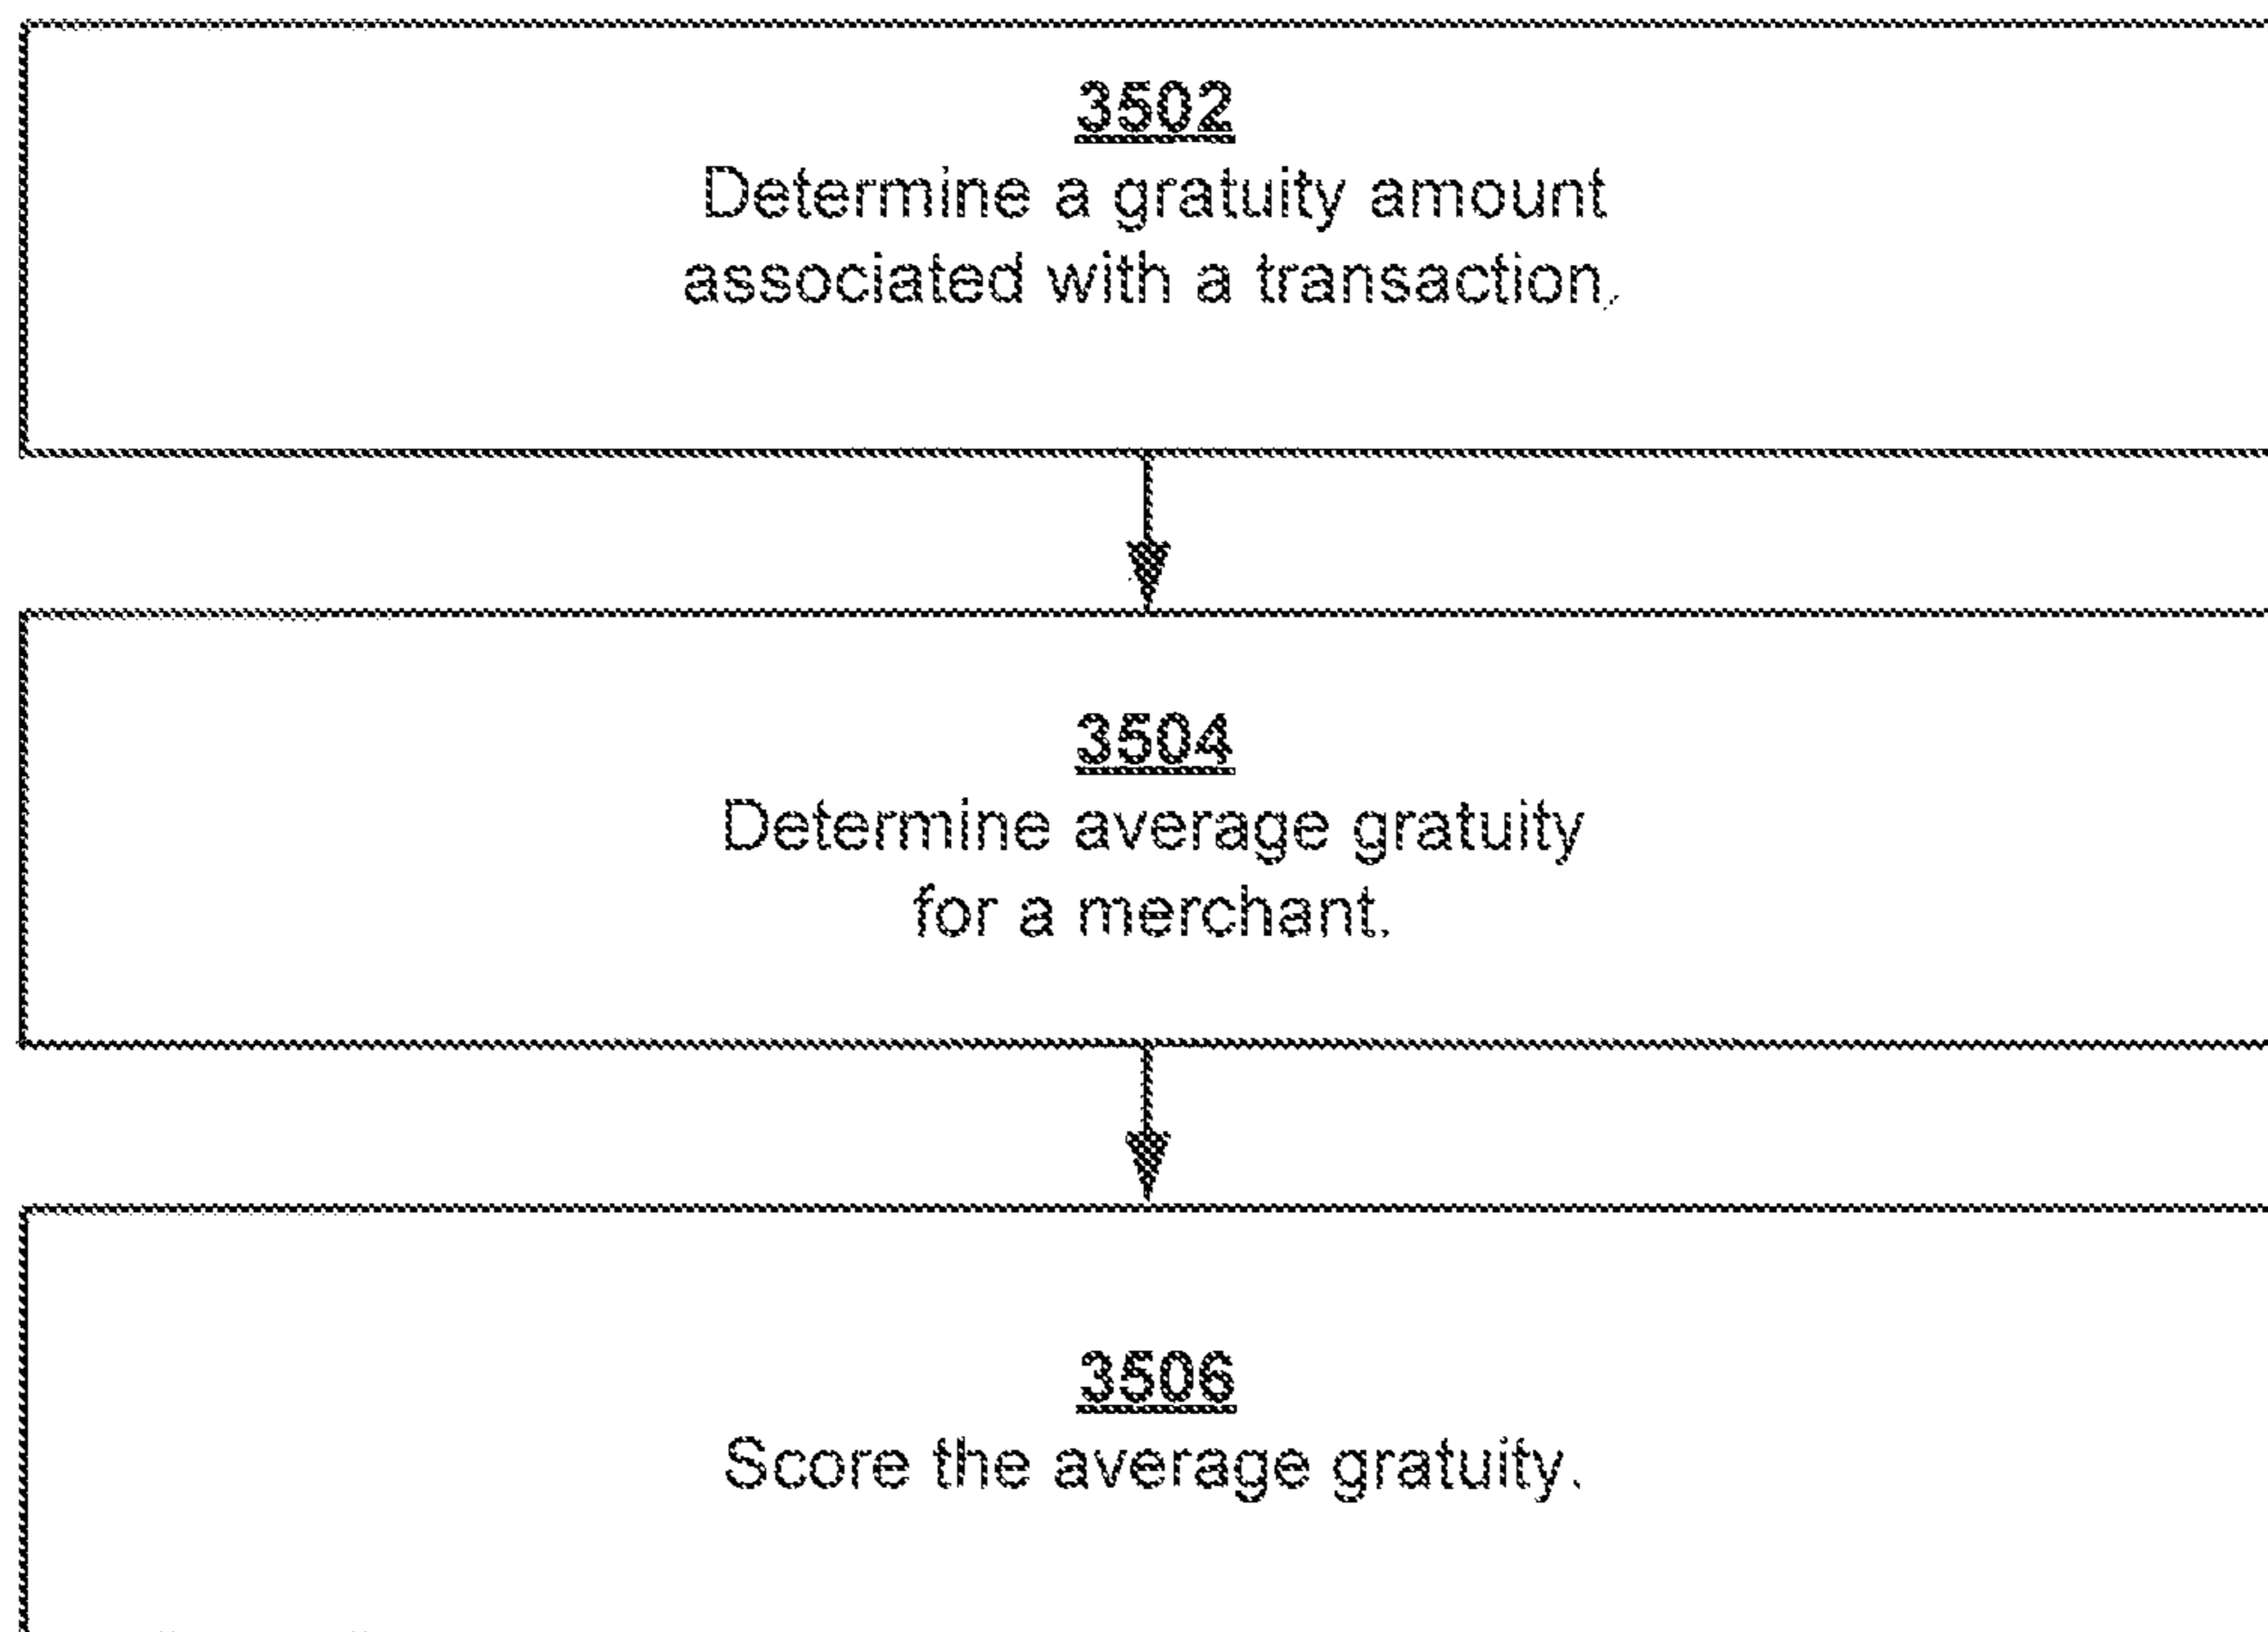 3502
Determine a gratuity amount
associated with a transaction.
3504
Determine average gratuity
for a merchant.
3506
Score the average gratuity.